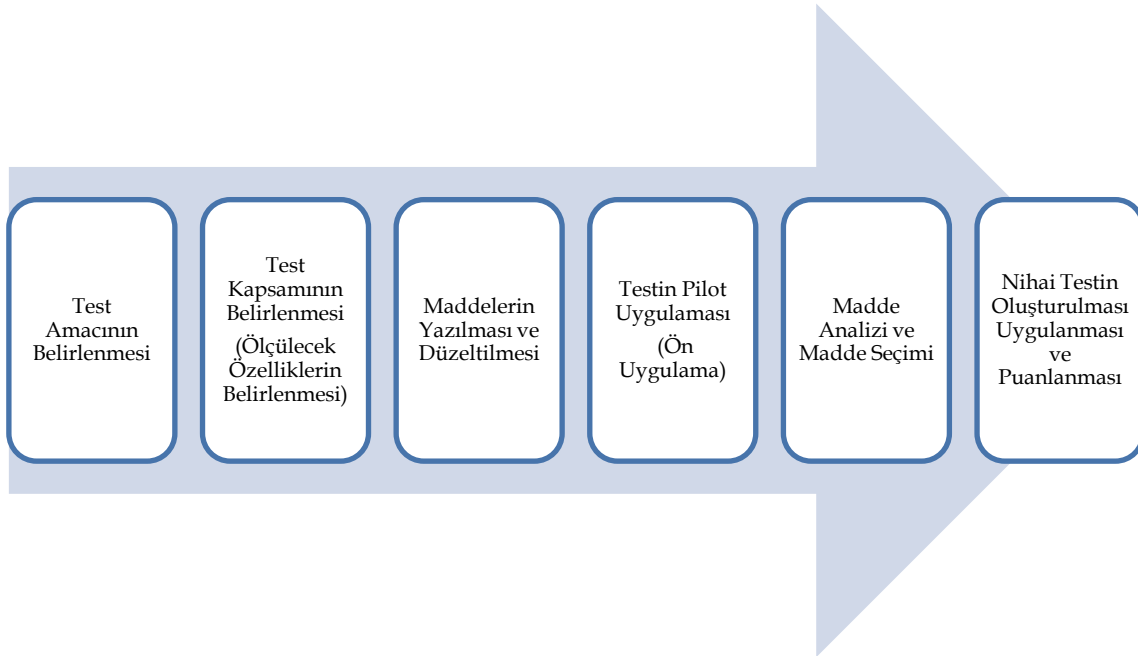 Test
Amacının
Belirlenmesi
Test
Kapsamının
Belirlenmesi
(Ölçülecek
Özelliklerin
Belirlenmesi)
Maddelerin
Yazılması ve
Düzeltilmesi
Testin Pilot
Uygulaması
(Ön
Uygulama)
Madde
Analizi ve
Madde Seçimi
Nihai Testin
Oluşturulması
Uygulanması
ve
Puanlanması